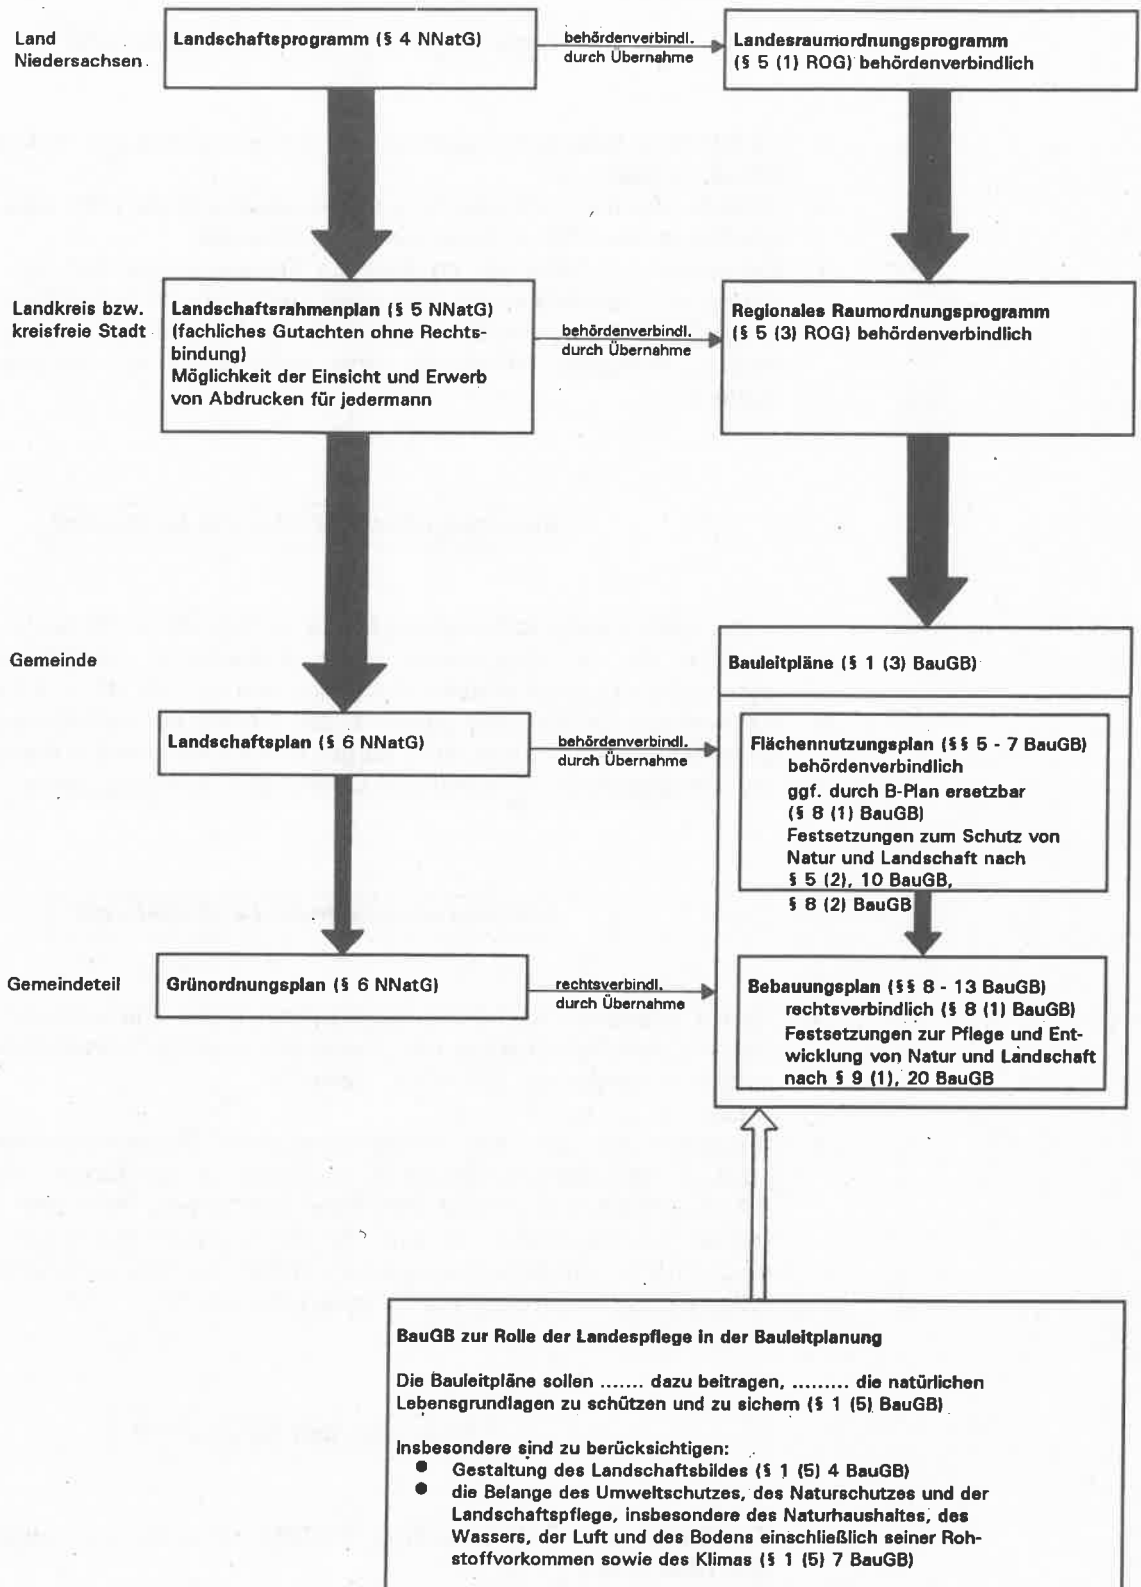 Land
Niedersachsen
Landschaftsprogramm (§ 4 NNatG)
behördenverbindl.
durch Übernahme
Landesraumordnungsprogramm
(§ 5 (1) ROG) behördenverbindlich
Landkreis bzw.
kreisfreie Stadt
Landschaftsrahmenplan (§ 5 NNatG)
(fachliches Gutachten ohne Rechts-
bindung)
Möglichkeit der Einsicht und Erwerb
von Abdrucken für jedermann
behördenverbindl.
durch Übernahme
Regionales Raumordnungsprogramm
(§ 5 (3) ROG) behördenverbindlich
Gemeinde
Bauleitpläne (§ 1 (3) BauGB)
Landschaftsplan (§ 6 NNatG)
behördenverbindl.
durch Übernahme
Flächennutzungsplan (§§ 5 - 7 BauGB)
behördenverbindlich
ggf. durch B-Plan ersetzbar
(§ 8 (1) BauGB)
Festsetzungen zum Schutz von
Natur und Landschaft nach
§ 5 (2), 10 BauGB,
§ 8 (2) BauGB
Gemeindeteil
Grünordnungsplan (§ 6 NNatG)
rechtsverbindl.
durch Übernahme
Bebauungsplan (§§ 8 - 13 BauGB)
rechtsverbindlich (§ 8 (1) BauGB)
Festsetzungen zur Pflege und Ent-
wicklung von Natur und Landschaft
nach § 9 (1), 20 BauGB
BauGB zur Rolle der Landespflege in der Bauleitplanung
Die Bauleitpläne sollen ....... dazu beitragen, ......... die natürlichen
Lebensgrundlagen zu schützen und zu sichern (§ 1 (5) BauGB)
Insbesondere sind zu berücksichtigen:
● Gestaltung des Landschaftsbildes (§ 1 (5) 4 BauGB)
● die Belange des Umweltschutzes, des Naturschutzes und der
Landschaftspflege, insbesondere des Naturhaushaltes, des
Wassers, der Luft und des Bodens einschließlich seiner Roh-
stoffvorkommen sowie des Klimas (§ 1 (5) 7 BauGB)